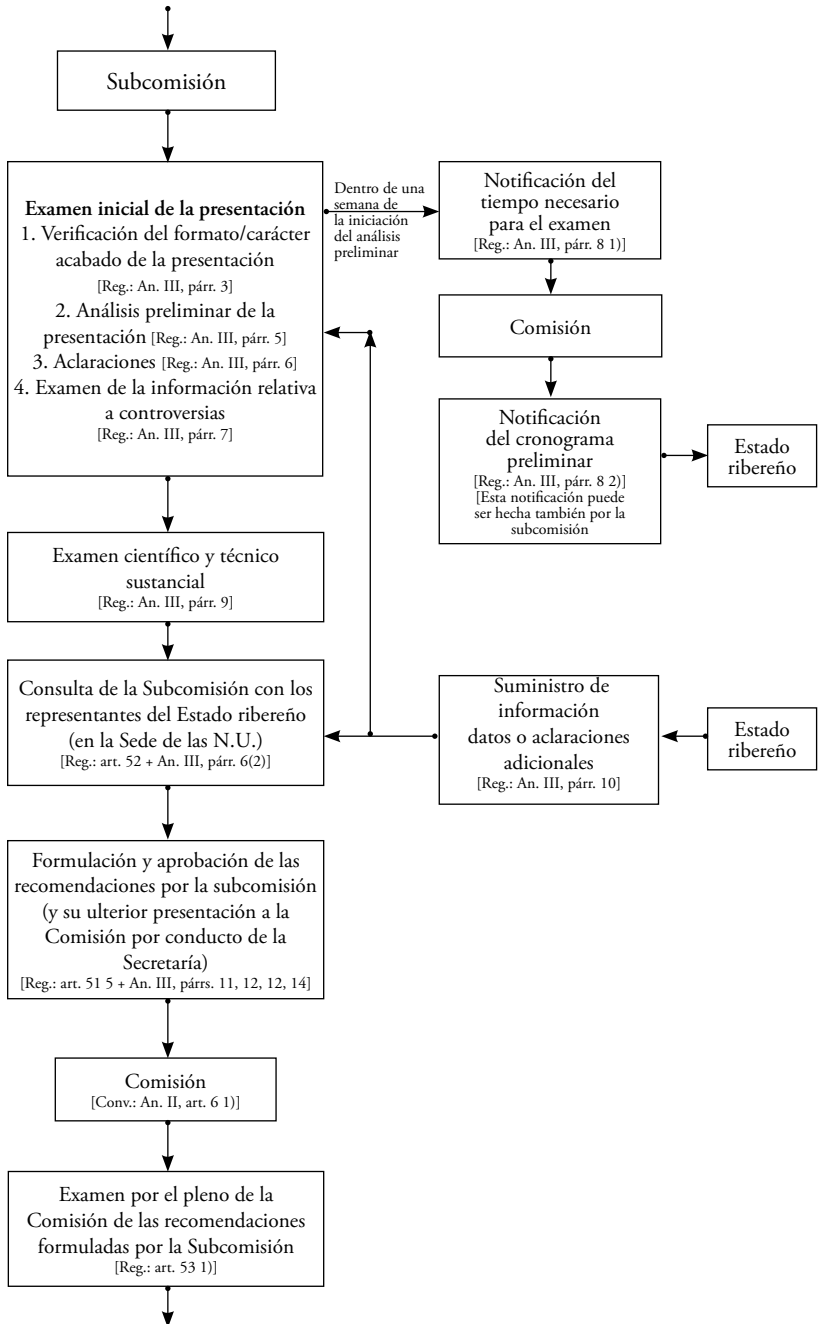 Subcomisión
Examen inicial de la presentación
1. Verificación del formato/carácter
acabado de la presentación
[Reg.: An. III, párr. 3]
2. Análisis preliminar de la
presentación [Reg.: An. III, párr. 5]
3. Aclaraciones [Reg.: An. III, párr. 6]
4. Examen de la información relativa
a controversias
[Reg.: An. III, párr. 7]
Dentro de una
semana de
la iniciación
del análisis
preliminar
Notificación del
tiempo necesario
para el examen
[Reg.: An. III, párr. 8 1)]
Comisión
Notificación
del cronograma
preliminar
[Reg.: An. III, párr. 8 2)]
[Esta notificación puede
ser hecha también por la
subcomisión
Estado
ribereño
Examen científico y técnico
sustancial
[Reg.: An. III, párr. 9]
Consulta de la Subcomisión con los
representantes del Estado ribereño
(en la Sede de las N.U.)
[Reg.: art. 52 + An. III, párr. 6(2)]
Suministro de
información
datos o aclaraciones
adicionales
[Reg.: An. III, párr. 10]
Estado
ribereño
Formulación y aprobación de las
recomendaciones por la subcomisión
(y su ulterior presentación a la
Comisión por conducto de la
Secretaría)
[Reg.: art. 51 5 + An. III, párrs. 11, 12, 12, 14]
Comisión
[Conv.: An. II, art. 6 1)]
Examen por el pleno de la
Comisión de las recomendaciones
formuladas por la Subcomisión
[Reg.: art. 53 1)]